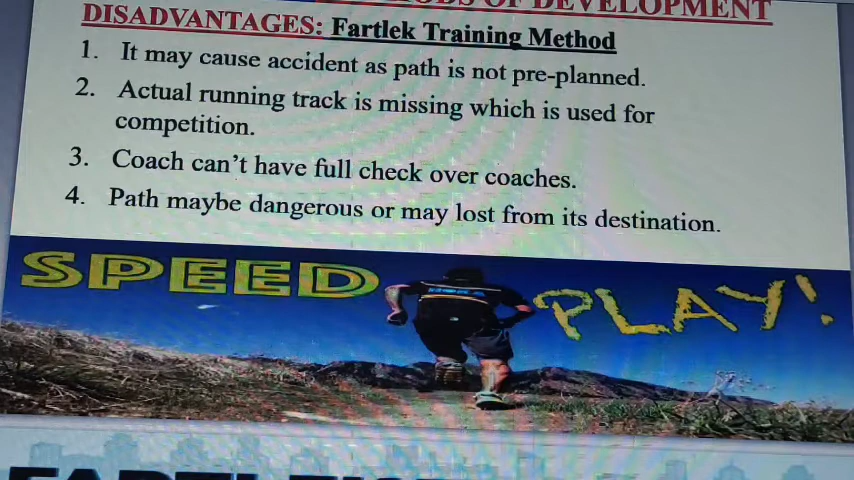 OF DEVELOPMENT
DISADVANTAGES: Fartlek Training Method
1. It may cause accident as path is not pre-planned.
2. Actual running track is missing which is used for
competition.
3. Coach can't have full check over coaches.
4. Path maybe dangerous or may lost from its destination.
SPEED PLAY!